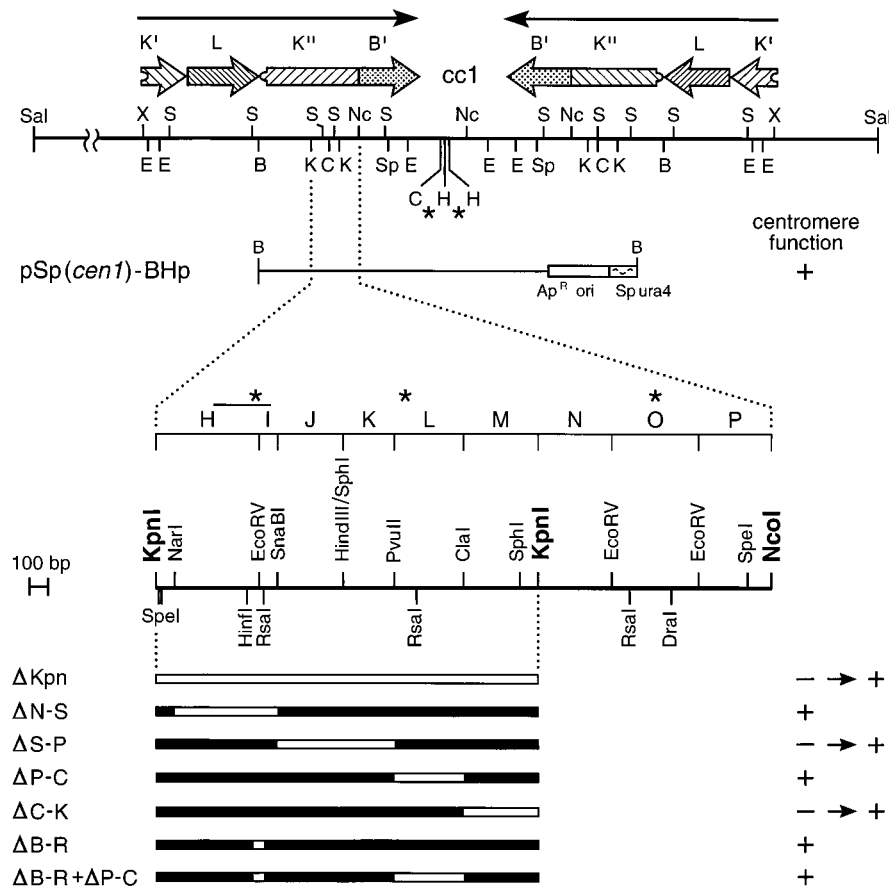 K' L K" B' cc1 B' K" L K'
SalI X S S S S Nc S Nc S Nc S S S S X SalI
E E B K C K Sp E E E Sp K C K B E E
C H H
* *
centromere
function
pSp(cen1)-BHp B B +
Ap R ori Sp ura4
* * *
H I J K L M N O P
KpnI NarI EcoRV SnaBI HindIII/SphI PvuII ClaI SphI KpnI EcoRV EcoRV SpeI NcoI
100 bp
SpeI HinfI RsaI RsaI RsaI DraI
ΔKpn − → +
ΔN-S +
ΔS-P − → +
ΔP-C +
ΔC-K − → +
ΔB-R +
ΔB-R+ΔP-C +